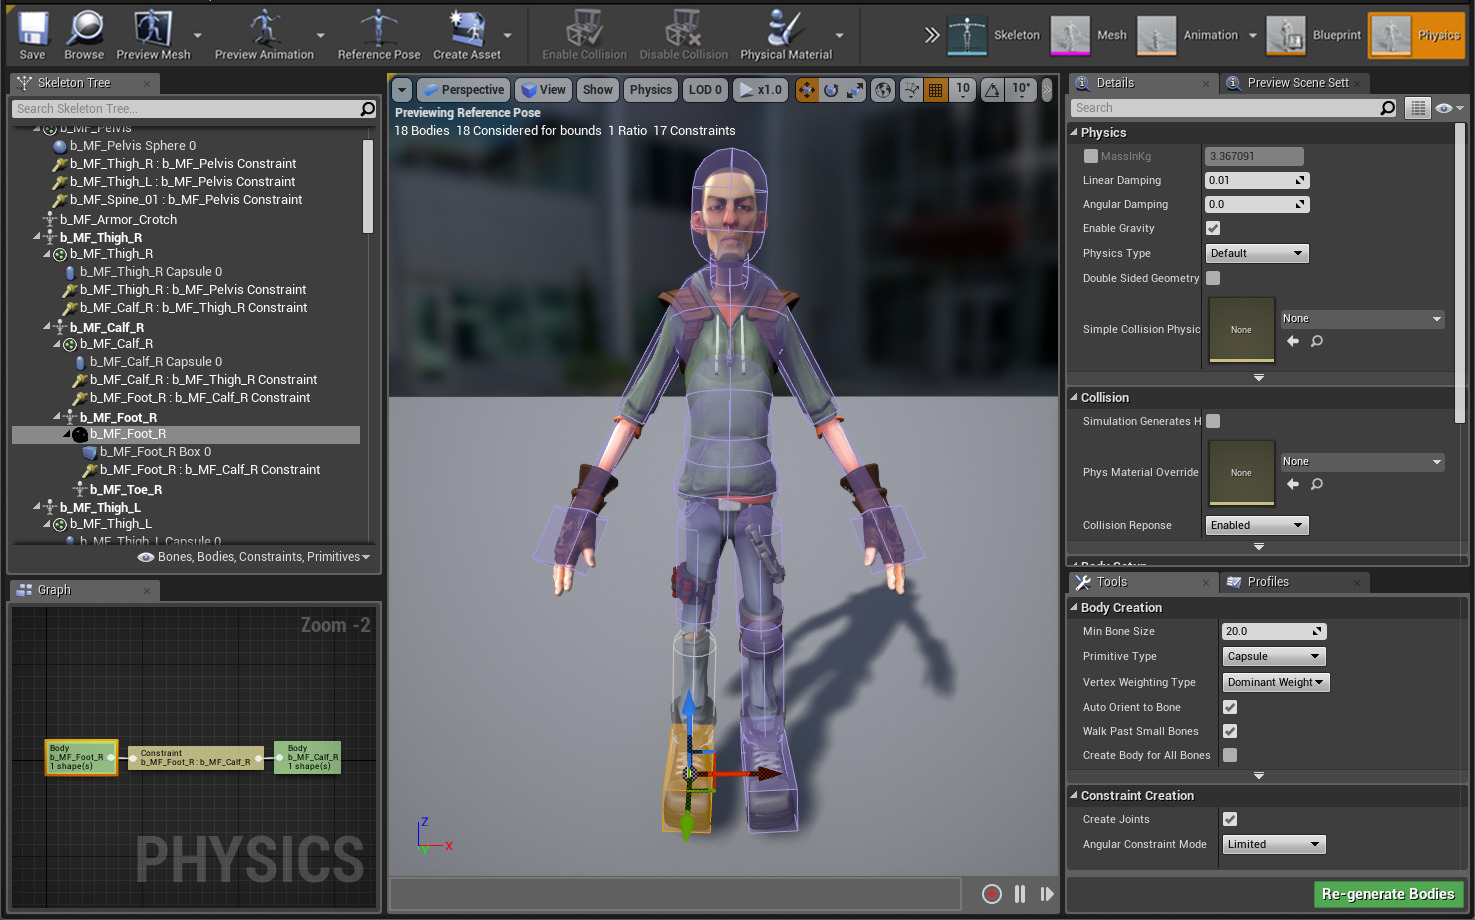 Save
Browse
Preview Mesh
Preview Animation
Reference Pose
Create Asset
Enable Collision
Disable Collision
Physical Material
Skeleton
Mesh
Animation
Blueprint
Physics
Skeleton Tree
Search Skeleton Tree...
b_MF_Pelvis
b_MF_Pelvis Sphere 0
b_MF_Thigh_R : b_MF_Pelvis Constraint
b_MF_Thigh_L : b_MF_Pelvis Constraint
b_MF_Spine_01 : b_MF_Pelvis Constraint
b_MF_Armor_Crotch
b_MF_Thigh_R
b_MF_Thigh_R
b_MF_Thigh_R Capsule 0
b_MF_Thigh_R : b_MF_Pelvis Constraint
b_MF_Calf_R : b_MF_Thigh_R Constraint
b_MF_Calf_R
b_MF_Calf_R
b_MF_Calf_R Capsule 0
b_MF_Calf_R : b_MF_Thigh_R Constraint
b_MF_Foot_R : b_MF_Calf_R Constraint
b_MF_Foot_R
b_MF_Foot_R
b_MF_Foot_R Box 0
b_MF_Foot_R : b_MF_Calf_R Constraint
b_MF_Toe_R
b_MF_Thigh_L
b_MF_Thigh_L
b_MF_Thigh_L Capsule 0
Bones, Bodies, Constraints, Primitives
Graph
Zoom -2
Body
b_MF_Foot_R
1 shape(s)
Constraint
b_MF_Foot_R : b_MF_Calf_R
Body
b_MF_Calf_R
1 shape(s)
PHYSICS
Perspective
View
Show
Physics
LOD 0
x1.0
10
10°
Previewing Reference Pose
18 Bodies 18 Considered for bounds 1 Ratio 17 Constraints
Z
Y
X
Details
Preview Scene Sett
Search
Physics
MassInKg
3.367091
Linear Damping
0.01
Angular Damping
0.0
Enable Gravity
Physics Type
Default
Double Sided Geometry
Simple Collision Physic
None
None
Collision
Simulation Generates H
Phys Material Override
None
None
Collision Reponse
Enabled
Body Setup
Tools
Profiles
Body Creation
Min Bone Size
20.0
Primitive Type
Capsule
Vertex Weighting Type
Dominant Weight
Auto Orient to Bone
Walk Past Small Bones
Create Body for All Bones
Constraint Creation
Create Joints
Angular Constraint Mode
Limited
Re-generate Bodies